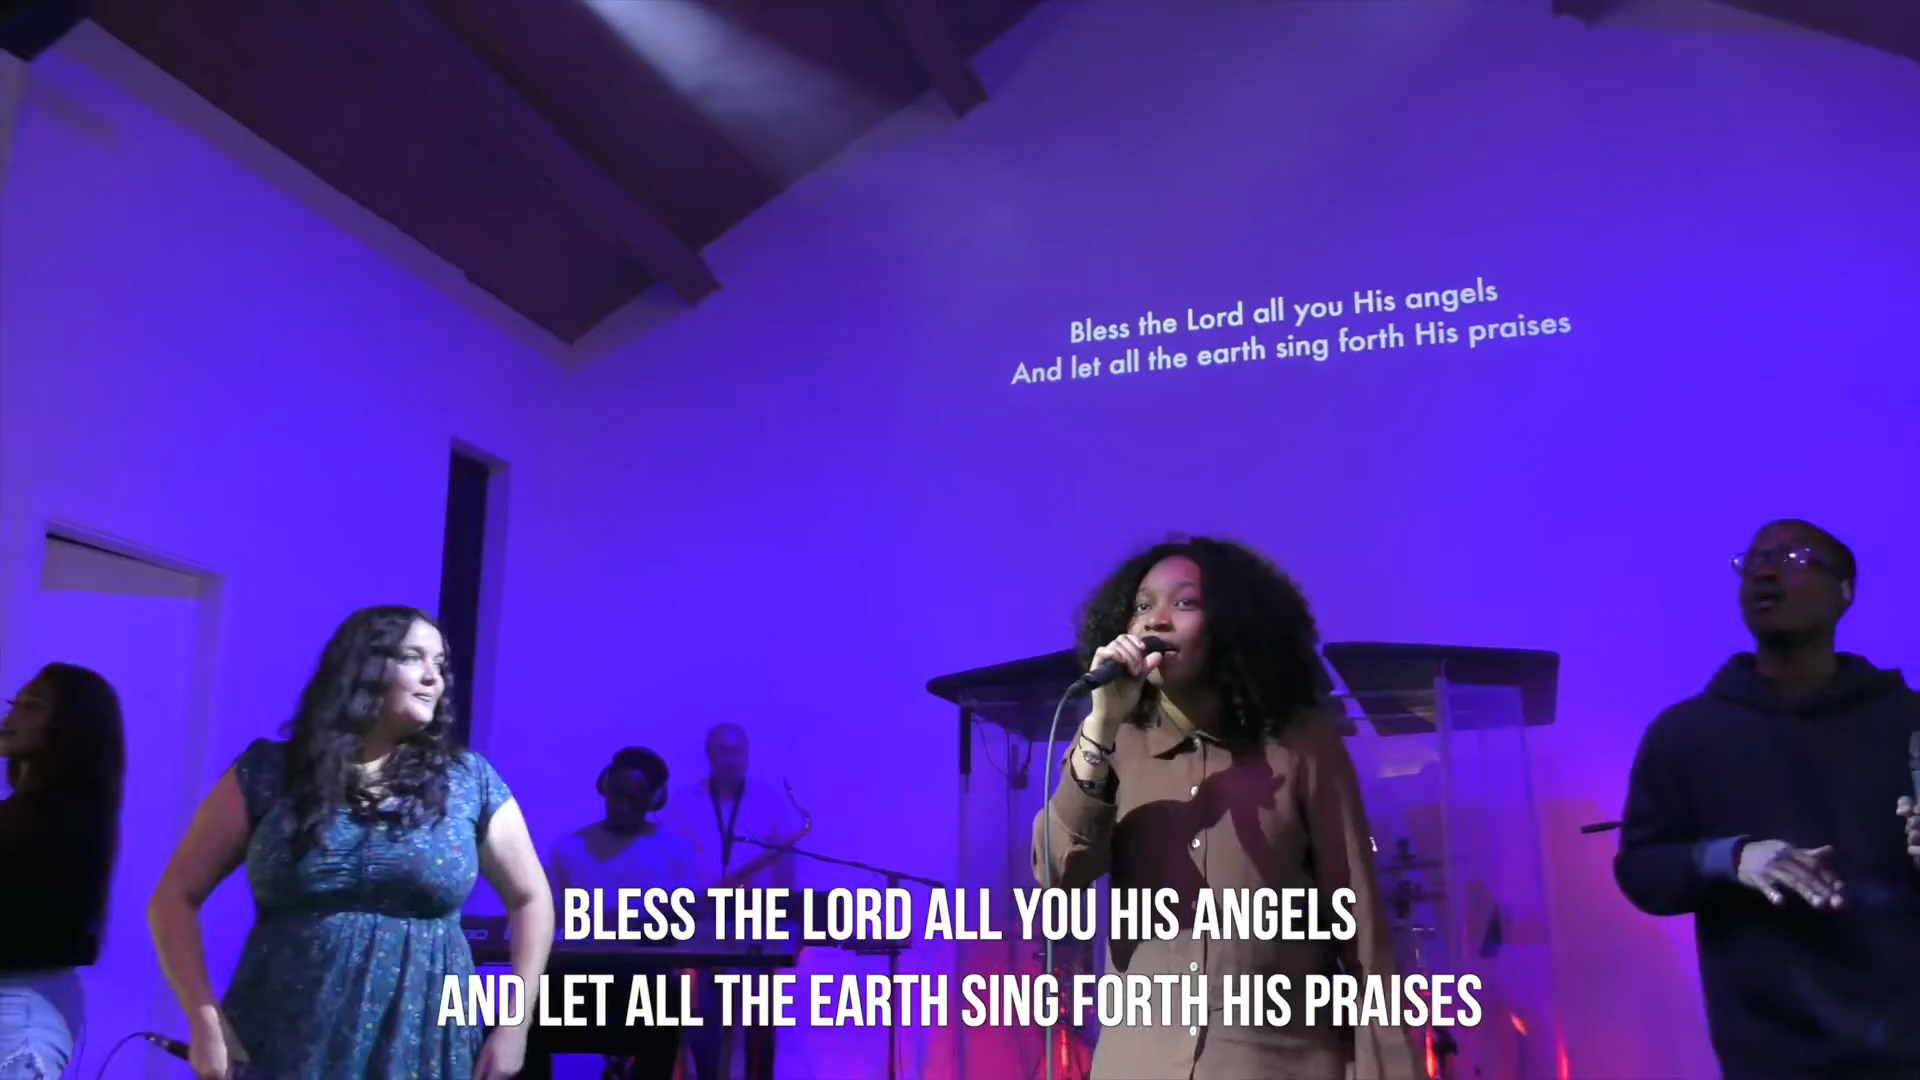 Bless the Lord all you His angels
And let all the earth sing forth His praises
BLESS THE LORD ALL YOU HIS ANGELS
AND LET ALL THE EARTH SING FORTH HIS PRAISES